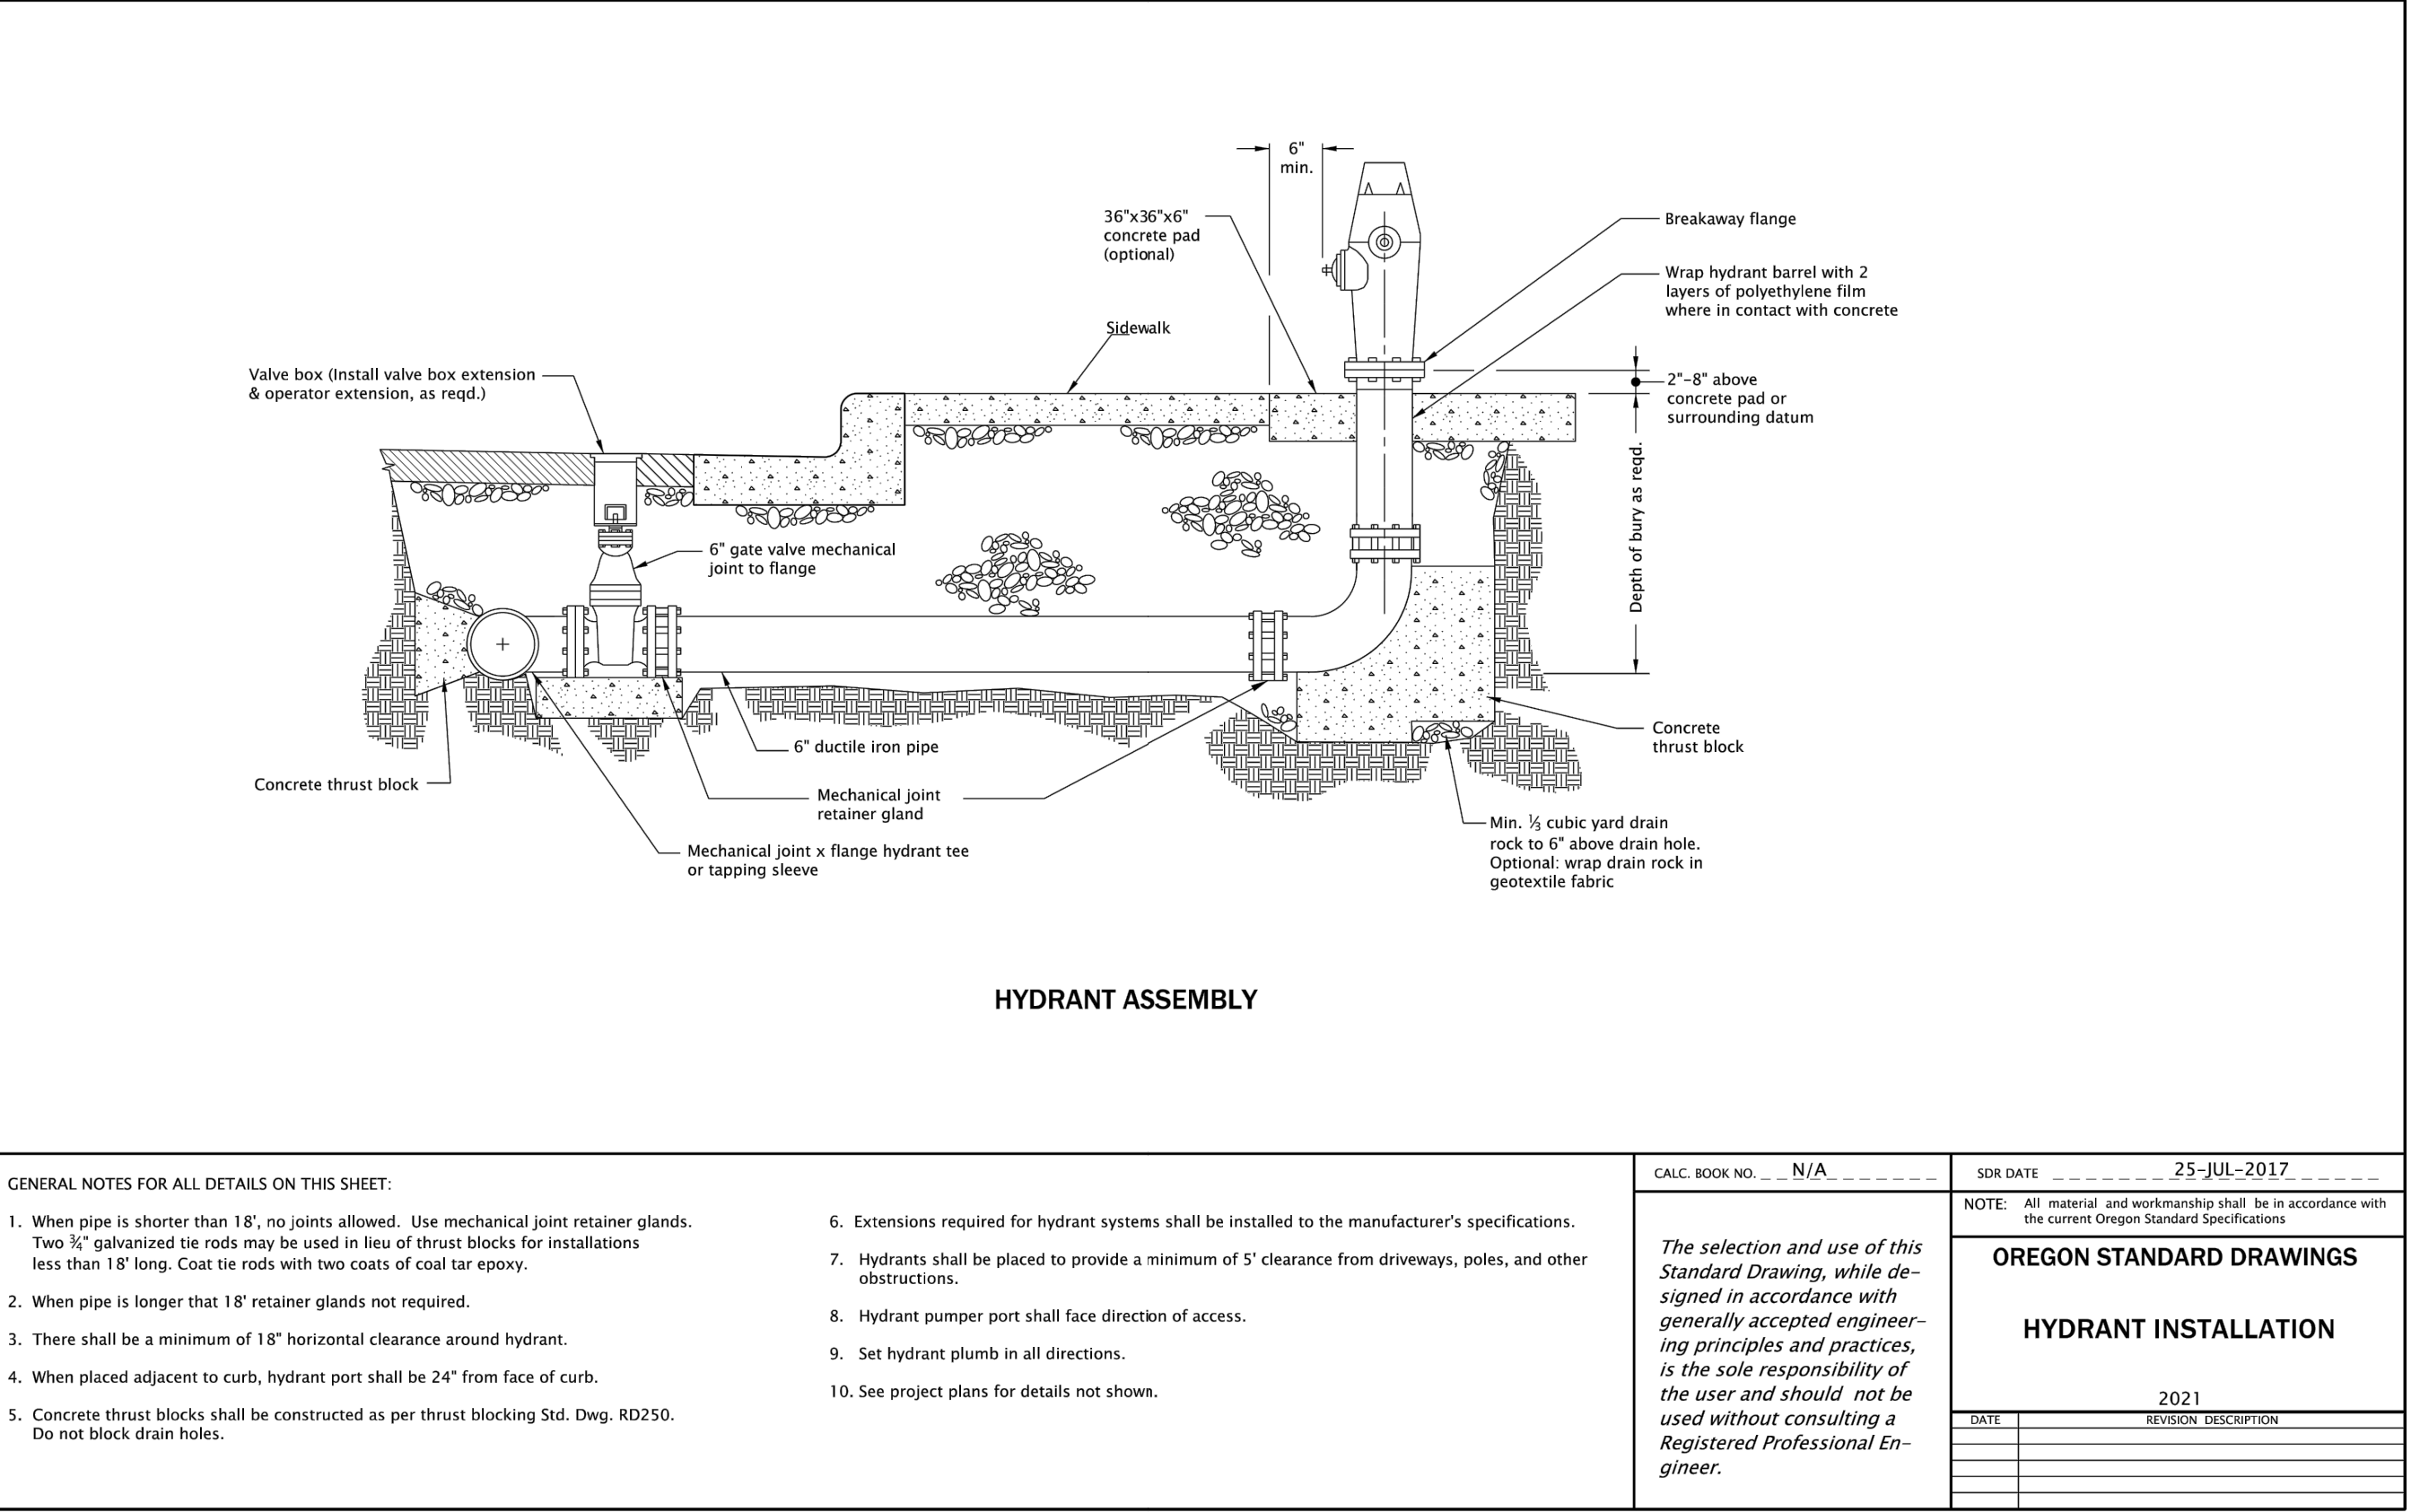 6"
min.
36"x36"x6"
concrete pad
(optional)
Breakaway flange
Wrap hydrant barrel with 2
layers of polyethylene film
where in contact with concrete
Sidewalk
Valve box (Install valve box extension
& operator extension, as reqd.)
2"-8" above
concrete pad or
surrounding datum
Depth of bury as reqd.
6" gate valve mechanical
joint to flange
6" ductile iron pipe
Concrete
thrust block
Concrete thrust block
Mechanical joint
retainer gland
Mechanical joint x flange hydrant tee
or tapping sleeve
Min. ⅓ cubic yard drain
rock to 6" above drain hole.
Optional: wrap drain rock in
geotextile fabric
HYDRANT ASSEMBLY
GENERAL NOTES FOR ALL DETAILS ON THIS SHEET:
1. When pipe is shorter than 18', no joints allowed. Use mechanical joint retainer glands.
Two ¾" galvanized tie rods may be used in lieu of thrust blocks for installations
less than 18' long. Coat tie rods with two coats of coal tar epoxy.
2. When pipe is longer that 18' retainer glands not required.
3. There shall be a minimum of 18" horizontal clearance around hydrant.
4. When placed adjacent to curb, hydrant port shall be 24" from face of curb.
5. Concrete thrust blocks shall be constructed as per thrust blocking Std. Dwg. RD250.
Do not block drain holes.
6. Extensions required for hydrant systems shall be installed to the manufacturer's specifications.
7. Hydrants shall be placed to provide a minimum of 5' clearance from driveways, poles, and other
obstructions.
8. Hydrant pumper port shall face direction of access.
9. Set hydrant plumb in all directions.
10. See project plans for details not shown.
CALC. BOOK NO. N/A
The selection and use of this
Standard Drawing, while de-
signed in accordance with
generally accepted engineer-
ing principles and practices,
is the sole responsibility of
the user and should not be
used without consulting a
Registered Professional En-
gineer.
SDR DATE 25-JUL-2017
NOTE: All material and workmanship shall be in accordance with
the current Oregon Standard Specifications
OREGON STANDARD DRAWINGS
HYDRANT INSTALLATION
2021
DATE REVISION DESCRIPTION